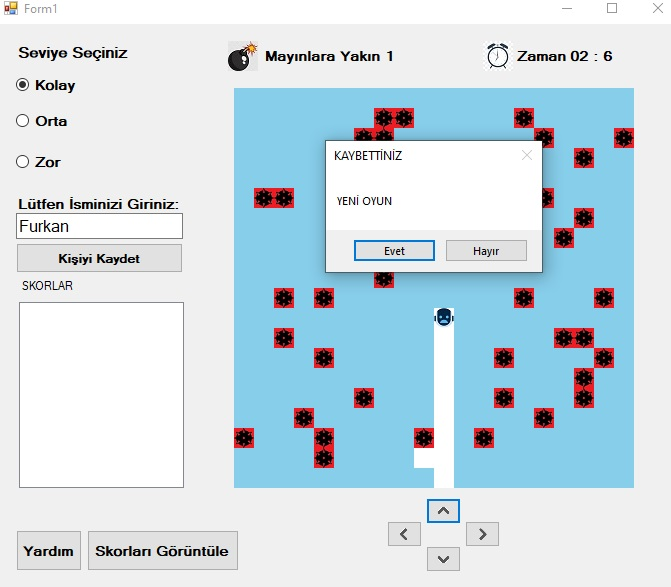 Form1
Seviye Seçiniz
Mayınlara Yakın 1
Zaman 02 : 6
Kolay
Orta
Zor
KAYBETTİNİZ
YENİ OYUN
Evet
Hayır
Lütfen İsminizi Giriniz:
Furkan
Kişiyi Kaydet
SKORLAR
Yardım
Skorları Görüntüle